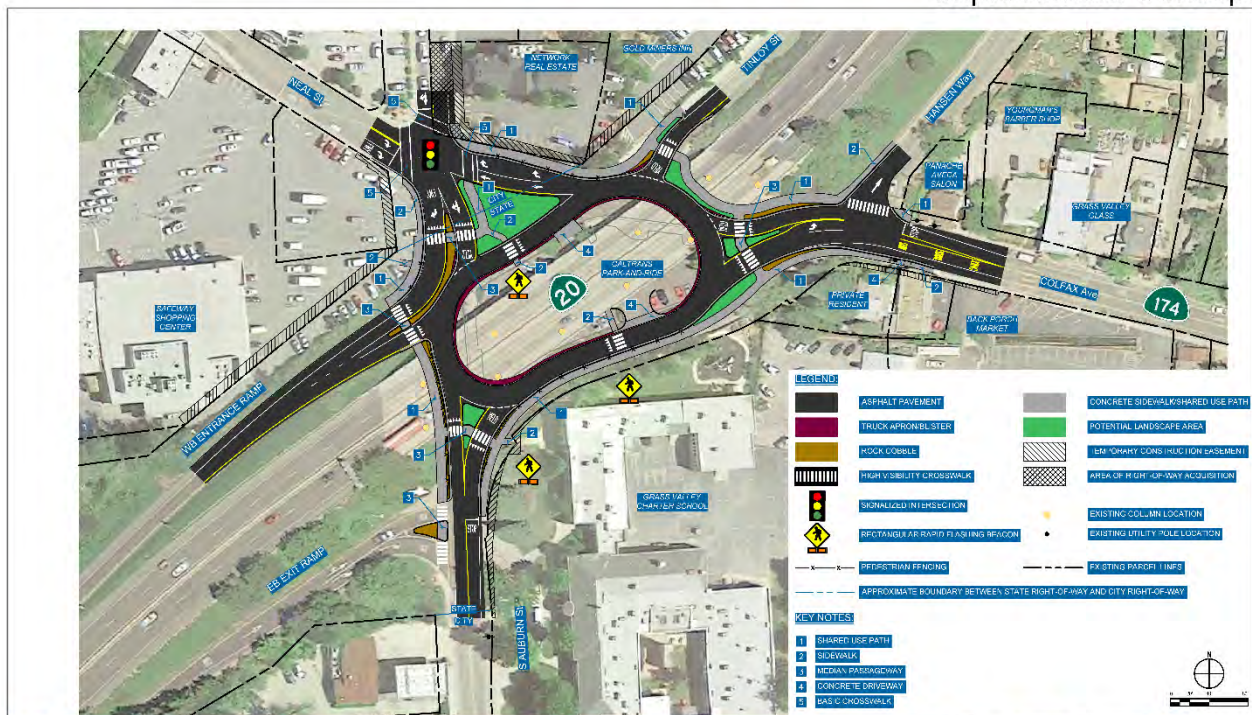 NEAL ST
NETWORK
REAL ESTATE
GOLD MINERS INN
TINLOY ST
HANSEN Way
YOUNGMAN'S
BARBER SHOP
PANACHE
AVEDA
SALON
GRASS VALLEY
GLASS
CITY
STATE
CALTRANS
PARK-AND-RIDE
20
PRIVATE
RESIDENT
BACK PORCH
MARKET
COLFAX Ave
174
SAFEWAY
SHOPPING
CENTER
WB ENTRANCE RAMP
EB EXIT RAMP
GRASS VALLEY
CHARTER SCHOOL
STATE
CITY
S AUBURN ST
LEGEND:
ASPHALT PAVEMENT
TRUCK APRON/BLISTER
ROCK COBBLE
HIGH VISIBILITY CROSSWALK
SIGNALIZED INTERSECTION
RECTANGULAR RAPID FLASHING BEACON
PEDESTRIAN FENCING
APPROXIMATE BOUNDARY BETWEEN STATE RIGHT-OF-WAY AND CITY RIGHT-OF-WAY
CONCRETE SIDEWALK/SHARED USE PATH
POTENTIAL LANDSCAPE AREA
TEMPORARY CONSTRUCTION EASEMENT
AREA OF RIGHT-OF-WAY ACQUISITION
EXISTING COLUMN LOCATION
EXISTING UTILITY POLE LOCATION
EXISTING PARCEL LINES
KEY NOTES:
1 SHARED USE PATH
2 SIDEWALK
3 MEDIAN PASSAGEWAY
4 CONCRETE DRIVEWAY
5 BASIC CROSSWALK
N